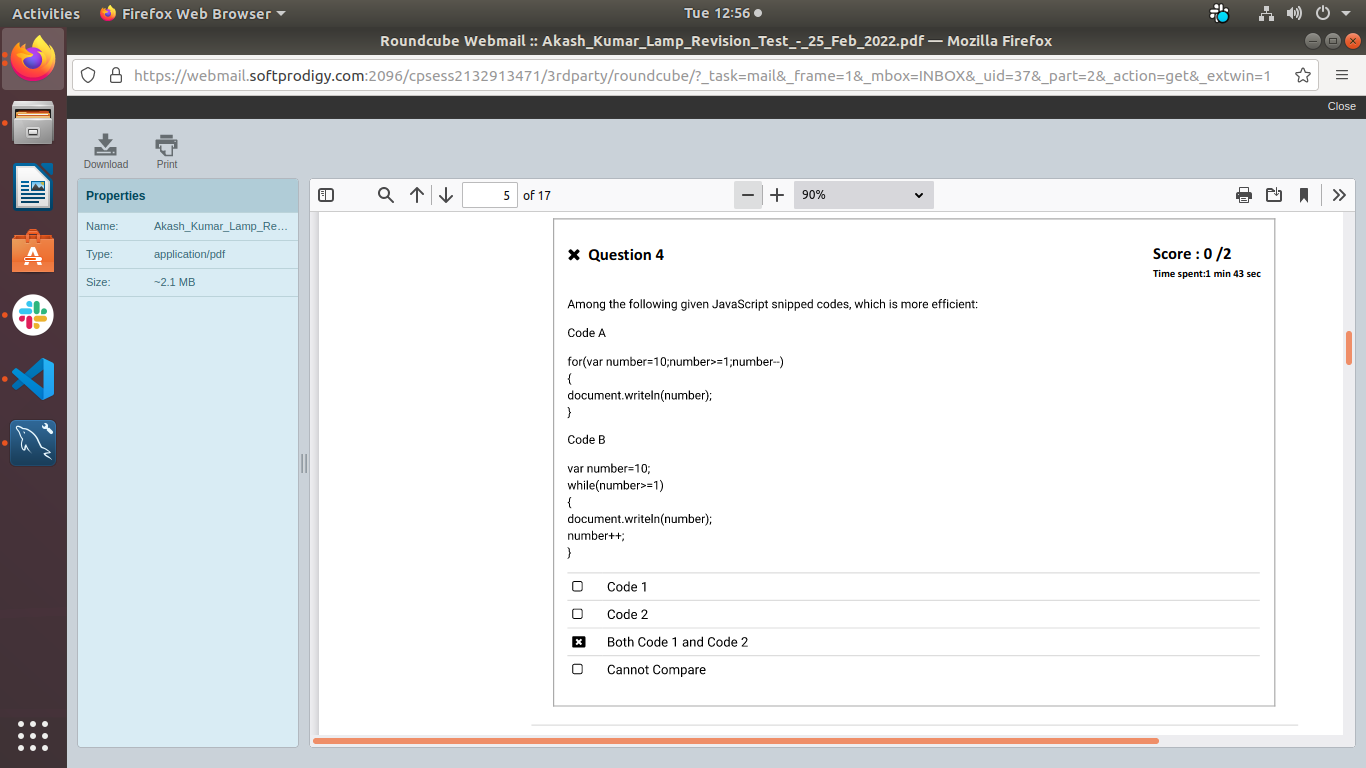 Activities
Firefox Web Browser
Tue 12:56
Roundcube Webmail :: Akash_Kumar_Lamp_Revision_Test_-_25_Feb_2022.pdf — Mozilla Firefox
https://webmail.softprodigy.com:2096/cpsess2132913471/3rdparty/roundcube/?_task=mail&_frame=1&_mbox=INBOX&_uid=37&_part=2&_action=get&_extwin=1
Close
Download
Print
Properties
Name: Akash_Kumar_Lamp_Re...
Type: application/pdf
Size: ~2.1 MB
5 of 17
90%
Question 4
Score : 0 /2
Time spent:1 min 43 sec
Among the following given JavaScript snipped codes, which is more efficient:
Code A
for(var number=10;number>=1;number--)
{
document.writeln(number);
}
Code B
var number=10;
while(number>=1)
{
document.writeln(number);
number++;
}
Code 1
Code 2
Both Code 1 and Code 2
Cannot Compare